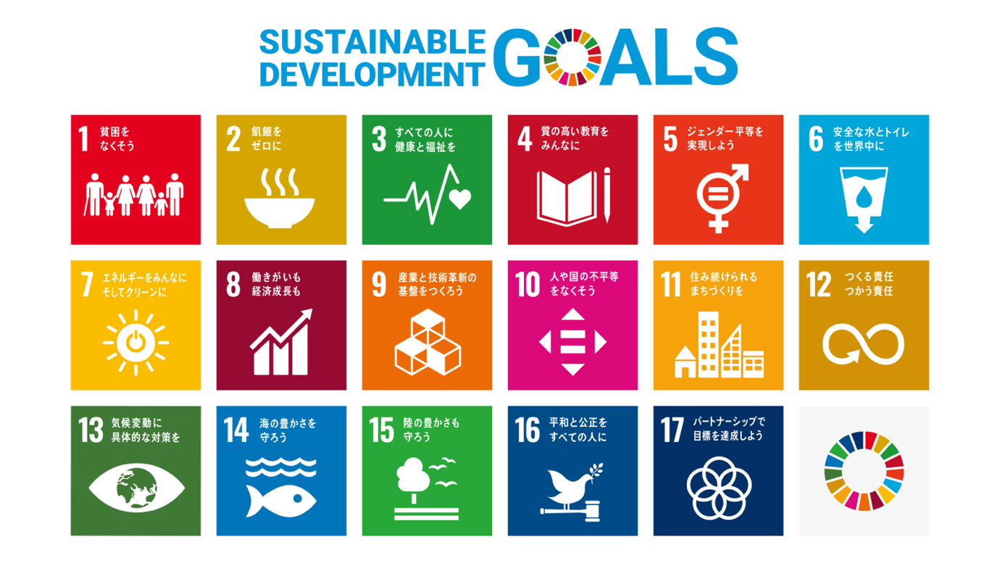 SUSTAINABLE
DEVELOPMENT
GOALS
1
貧困を
なくそう
2
飢餓を
ゼロに
3
すべての人に
健康と福祉を
4
質の高い教育を
みんなに
5
ジェンダー平等を
実現しよう
6
安全な水とトイレ
を世界中に
7
エネルギーをみんなに
そしてクリーンに
8
働きがいも
経済成長も
9
産業と技術革新の
基盤をつくろう
10
人や国の不平等
をなくそう
11
住み続けられる
まちづくりを
12
つくる責任
つかう責任
13
気候変動に
具体的な対策を
14
海の豊かさを
守ろう
15
陸の豊かさも
守ろう
16
平和と公正を
すべての人に
17
パートナーシップで
目標を達成しよう